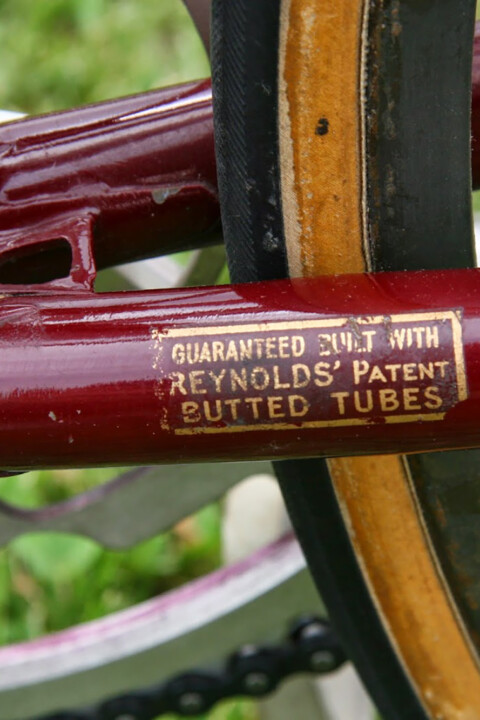 GUARANTEED BUILT WITH
REYNOLDS' PATENT
BUTTED TUBES